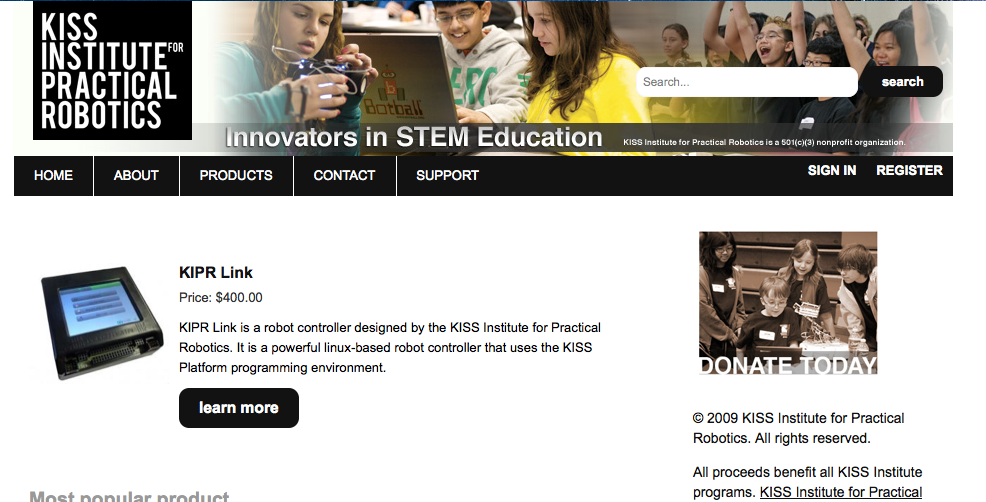 KISS
INSTITUTE FOR
PRACTICAL
ROBOTICS
Botball
Search...
search
Innovators in STEM Education
KISS Institute for Practical Robotics is a 501(c)(3) nonprofit organization.
HOME ABOUT PRODUCTS CONTACT SUPPORT
SIGN IN REGISTER
KIPR Link
Price: $400.00
KIPR Link is a robot controller designed by the KISS Institute for Practical
Robotics. It is a powerful linux-based robot controller that uses the KISS
Platform programming environment.
learn more
Most popular product
DONATE TODAY
© 2009 KISS Institute for Practical
Robotics. All rights reserved.
All proceeds benefit all KISS Institute
programs. KISS Institute for Practical